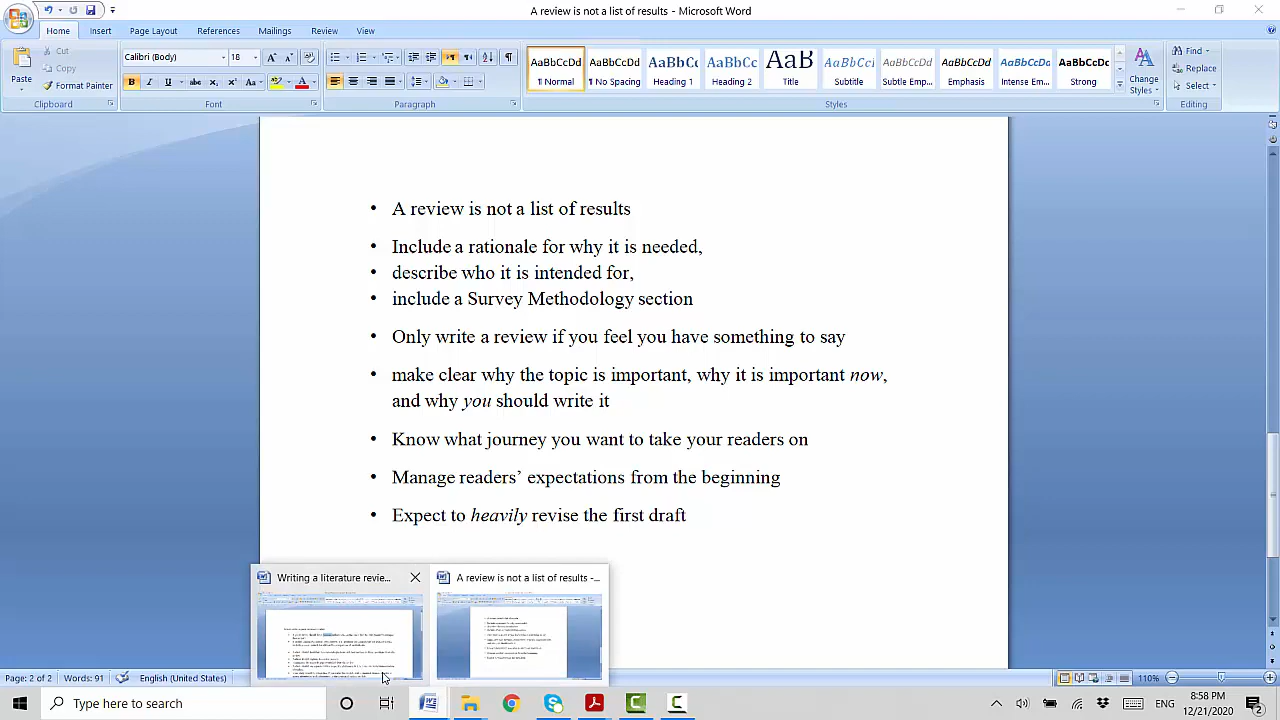 A review is not a list of results - Microsoft Word
Home Insert Page Layout References Mailings Review View
Paste
Cut
Copy
Format Painter
Clipboard
Calibri (Body) 18
Font
Paragraph
AaBbCcDd AaBbCcDd AaBbCc AaBbCc AaB AaBbCcI AaBbCcDd AaBbCcDd AaBbCcDd AaBbCcDc
¶ Normal ¶ No Spacing Heading 1 Heading 2 Title Subtitle Subtle Emp... Emphasis Intense Em... Strong
Change
Styles
Styles
Find
Replace
Select
Editing
• A review is not a list of results
• Include a rationale for why it is needed,
• describe who it is intended for,
• include a Survey Methodology section
• Only write a review if you feel you have something to say
• make clear why the topic is important, why it is important now,
and why you should write it
• Know what journey you want to take your readers on
• Manage readers’ expectations from the beginning
• Expect to heavily revise the first draft
Writing a literature revie...
A review is not a list of results -...
English (United States)
110%
Type here to search
ENG
8:58 PM
12/21/2020